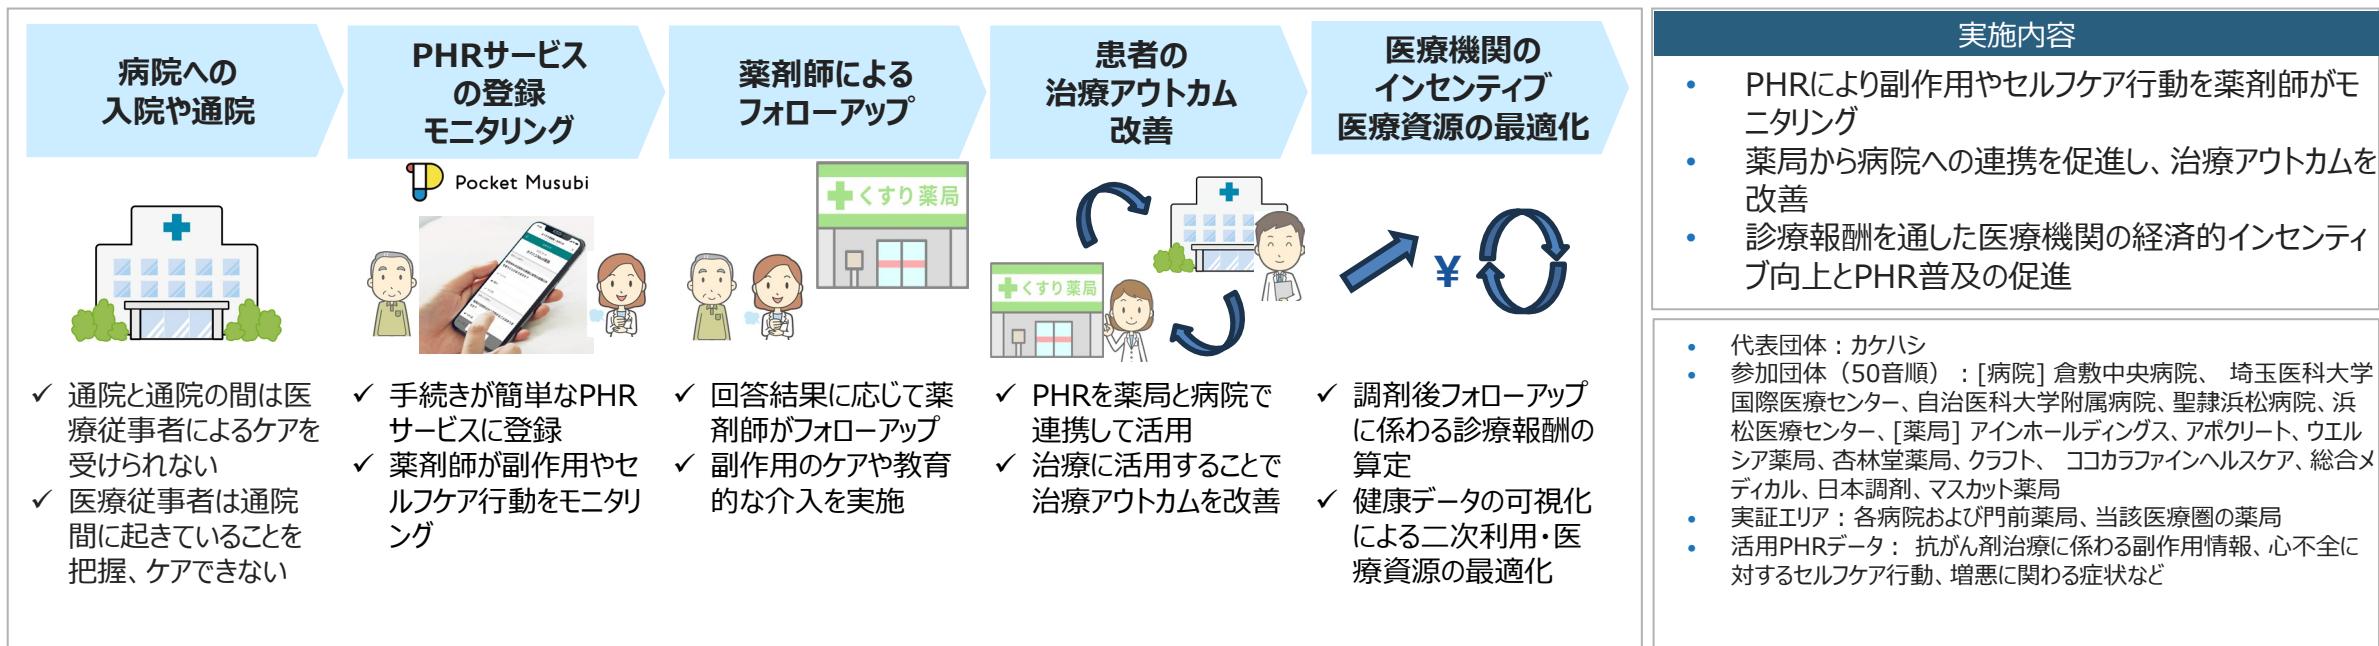 病院への
入院や通院
PHRサービス
の登録
モニタリング
薬剤師による
フォローアップ
患者の
治療アウトカム
改善
医療機関の
インセンティブ
医療資源の最適化
Pocket Musubi
くすり薬局
くすり薬局
¥
✓ 通院と通院の間は医
療従事者によるケアを
受けられない
✓ 医療従事者は通院
間に起きていることを
把握、ケアできない
✓ 手続きが簡単なPHR
サービスに登録
✓ 薬剤師が副作用やセ
ルフケア行動をモニタリ
ング
✓ 回答結果に応じて薬
剤師がフォローアップ
✓ 副作用のケアや教育
的な介入を実施
✓ PHRを薬局と病院で
連携して活用
✓ 治療に活用することで
治療アウトカムを改善
✓ 調剤後フォローアップ
に係わる診療報酬の
算定
✓ 健康データの可視化
による二次利用・医
療資源の最適化
実施内容
• PHRにより副作用やセルフケア行動を薬剤師がモ
ニタリング
• 薬局から病院への連携を促進し、治療アウトカムを
改善
• 診療報酬を通した医療機関の経済的インセンティ
ブ向上とPHR普及の促進
• 代表団体：カケハシ
• 参加団体（50音順）：[病院] 倉敷中央病院、 埼玉医科大学
国際医療センター、自治医科大学附属病院、聖隷浜松病院、浜
松医療センター、[薬局] アインホールディングス、アポクリート、ウエル
シア薬局、杏林堂薬局、クラフト、 ココカラファインヘルスケア、総合メ
ディカル、日本調剤、マスカット薬局
• 実証エリア：各病院および門前薬局、当該医療圏の薬局
• 活用PHRデータ： 抗がん剤治療に係わる副作用情報、心不全に
対するセルフケア行動、増悪に関わる症状など